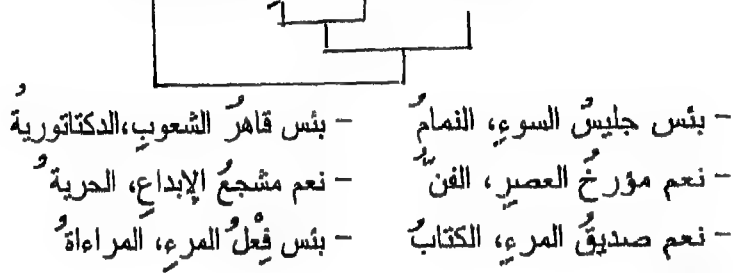 - بئس جليسُ السوءِ، النمامُ - بئس قاهرُ الشعوبِ، الدكتاتوريةُ
- نعم مؤرخُ العصرِ، الفنُّ - نعم مشجعُ الإبداعِ، الحريةُ
- نعم صديقُ المرءِ، الكتابُ - بئس فِعْلُ المرءِ، المراءاةُ